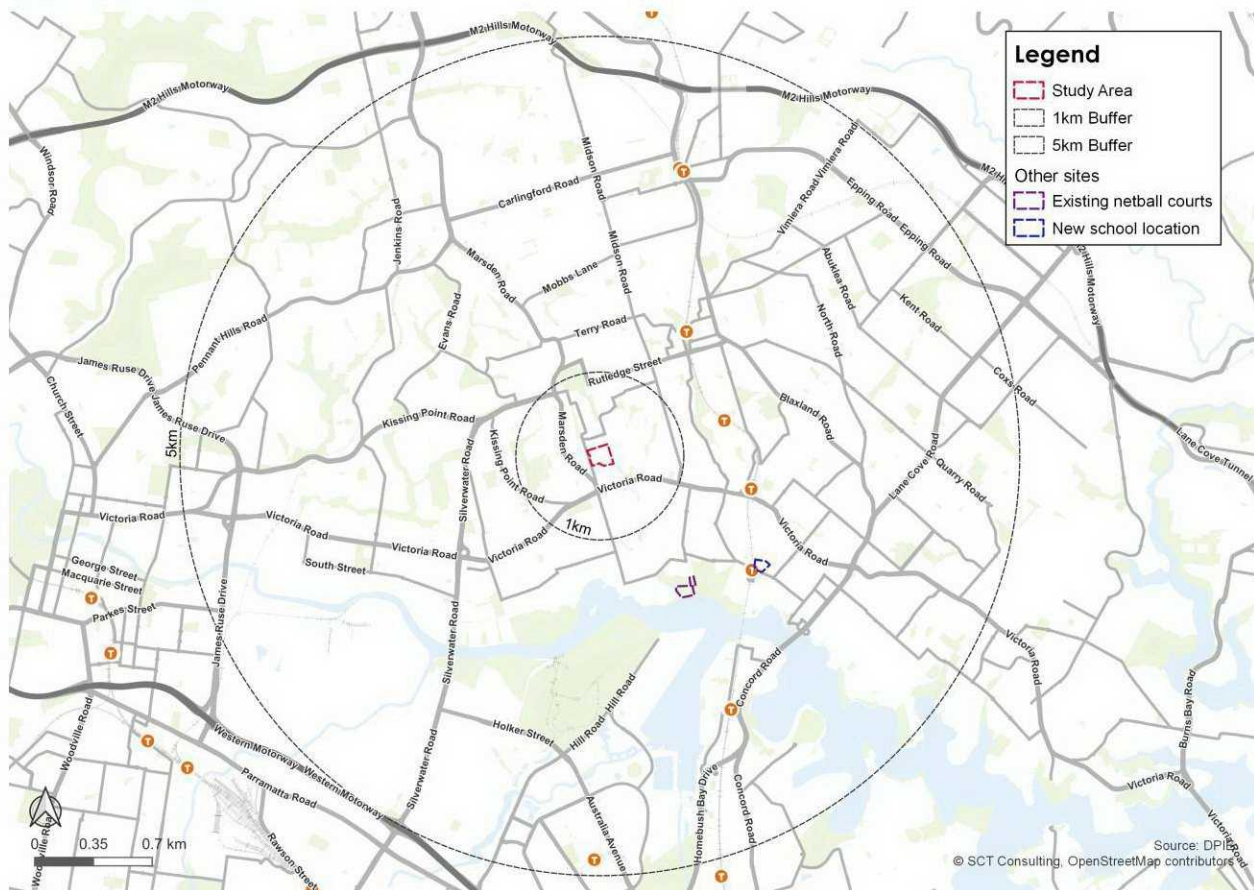 M2 Hills Motorway
M2 Hills Motorway
M2 Hills Motorway
M2 Hills Motorway
Windsor Road
Midson Road
Vimiera Road
Vimiera Road
Carlingford Road
Epping Road
Epping Road
Jenkins Road
Midson Road
Marsden Road
Mobbs Lane
Abuklea Road
Kent Road
North Road
Evans Road
Terry Road
Pennant Hills Road
Rutledge Street
Coxs Road
James Ruse Drive
James Ruse Drive
Church Street
Kissing Point Road
Blaxland Road
5km
Marsden Road
Lane Cove Tunnel
Kissing Point Road
Lane Cove Road
Quarry Road
Silverwater Road
Victoria Road
Victoria Road
Victoria Road
Victoria Road
1km
Victoria Road
Victoria Road
South Street
George Street
Macquarie Street
Parkes Street
James Ruse Drive
Silverwater Road
Victoria Road
Concord Road
Burns Bay Road
Hill Road
Hill Road
Holker Street
Woodville Road
Western Motorway
Western Motorway
Parramatta Road
Silverwater Road
Homebush Bay Drive
Concord Road
Victoria Road
Australia Avenue
Rawson Street
Victoria Road
Legend
Study Area
1km Buffer
5km Buffer
Other sites
Existing netball courts
New school location
0 0.35 0.7 km
Source: DPIE
© SCT Consulting, OpenStreetMap contributors